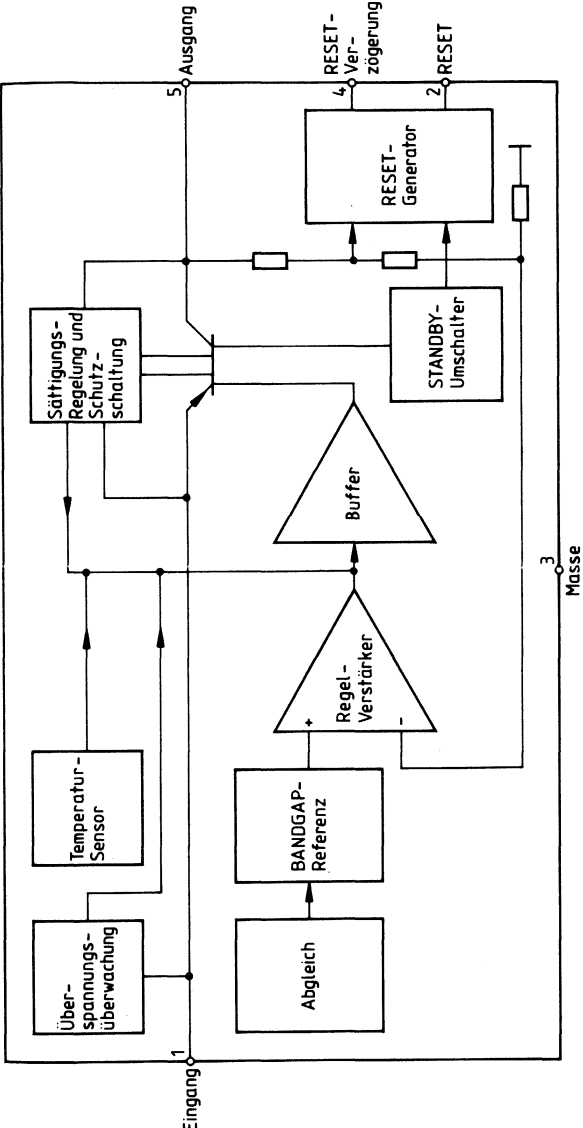 Über-
spannungs-
überwachung
Temperatur-
Sensor
Sättigungs-
Regelung und
Schutz-
schaltung
Eingang
1
5
Ausgang
Abgleich
BANDGAP-
Referenz
+
-
Regel-
Verstärker
Buffer
STANDBY-
Umschalter
RESET-
Generator
4
RESET-
Ver-
zögerung
2
RESET
3
Masse